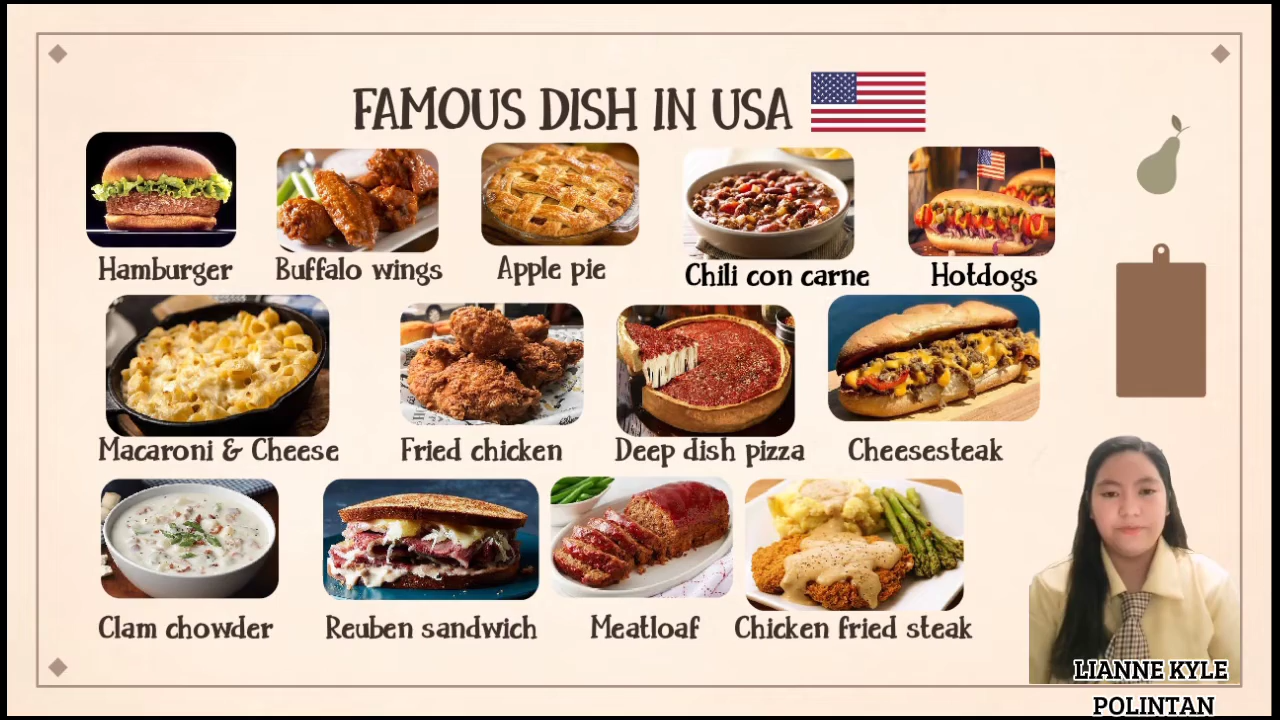 FAMOUS DISH IN USA
Hamburger
Buffalo wings
Apple pie
Chili con carne
Hotdogs
Macaroni & Cheese
Fried chicken
Deep dish pizza
Cheesesteak
Clam chowder
Reuben sandwich
Meatloaf
Chicken fried steak
LIANNE KYLE
POLINTAN